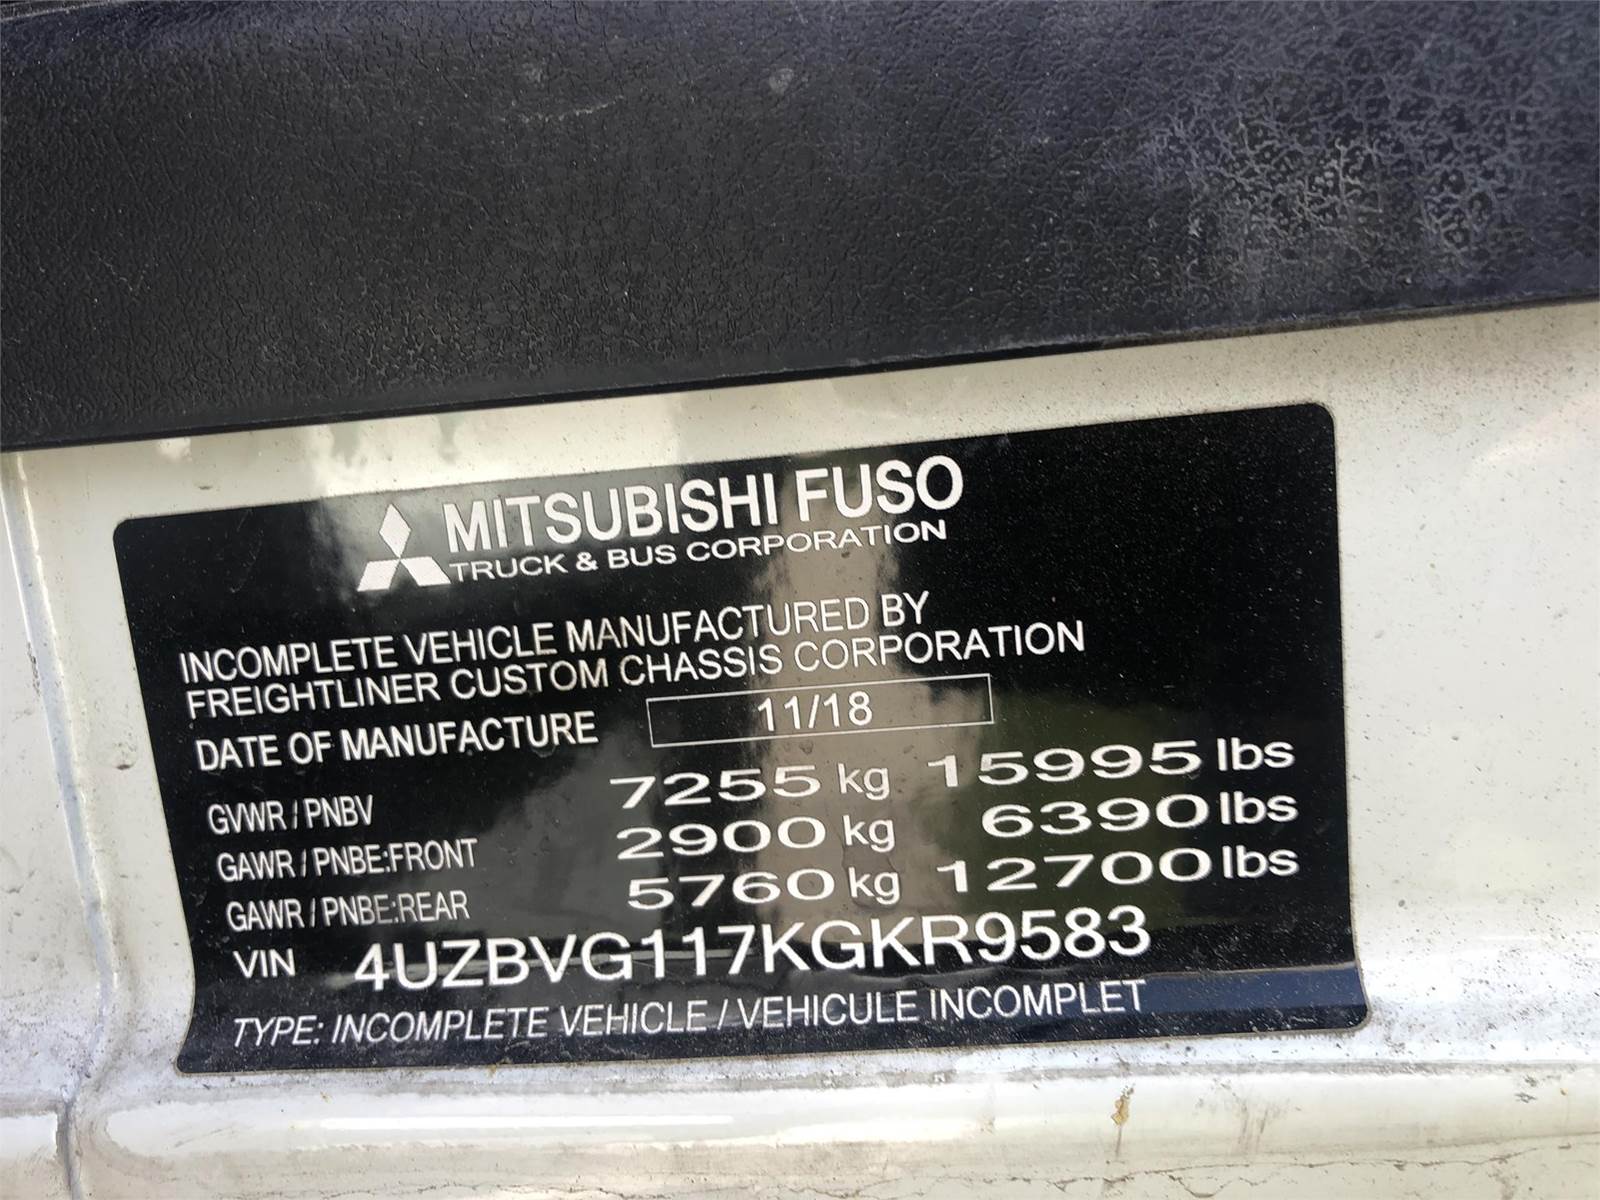 MITSUBISHI FUSO
TRUCK & BUS CORPORATION
INCOMPLETE VEHICLE MANUFACTURED BY
FREIGHTLINER CUSTOM CHASSIS CORPORATION
DATE OF MANUFACTURE 11/18
GVWR / PNBV 7255 kg 15995 lbs
GAWR / PNBE:FRONT 2900 kg 6390 lbs
GAWR / PNBE:REAR 5760 kg 12700 lbs
VIN 4UZBVG117KGKR9583
TYPE: INCOMPLETE VEHICLE / VEHICULE INCOMPLET